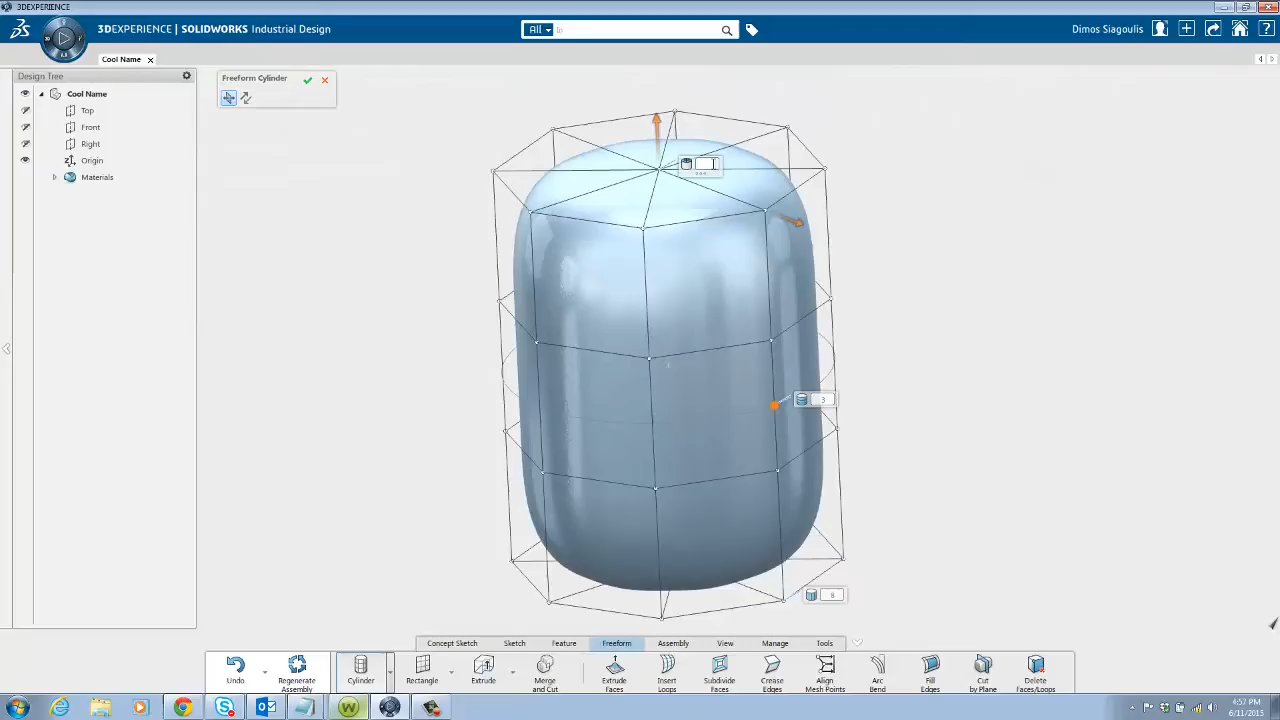 3DEXPERIENCE
3DEXPERIENCE | SOLIDWORKS Industrial Design
All
Dimos Siagoulis
Cool Name
Design Tree
Cool Name
Top
Front
Right
Origin
Materials
Freeform Cylinder
3
8
Concept Sketch Sketch Feature Freeform Assembly View Manage Tools
Undo Regenerate Assembly Cylinder Rectangle Extrude Merge and Cut Extrude Faces Insert Loops Subdivide Faces Crease Edges Align Mesh Points Arc Bend Fill Edges Cut by Plane Delete Faces/Loops
4:57 PM
6/11/2015